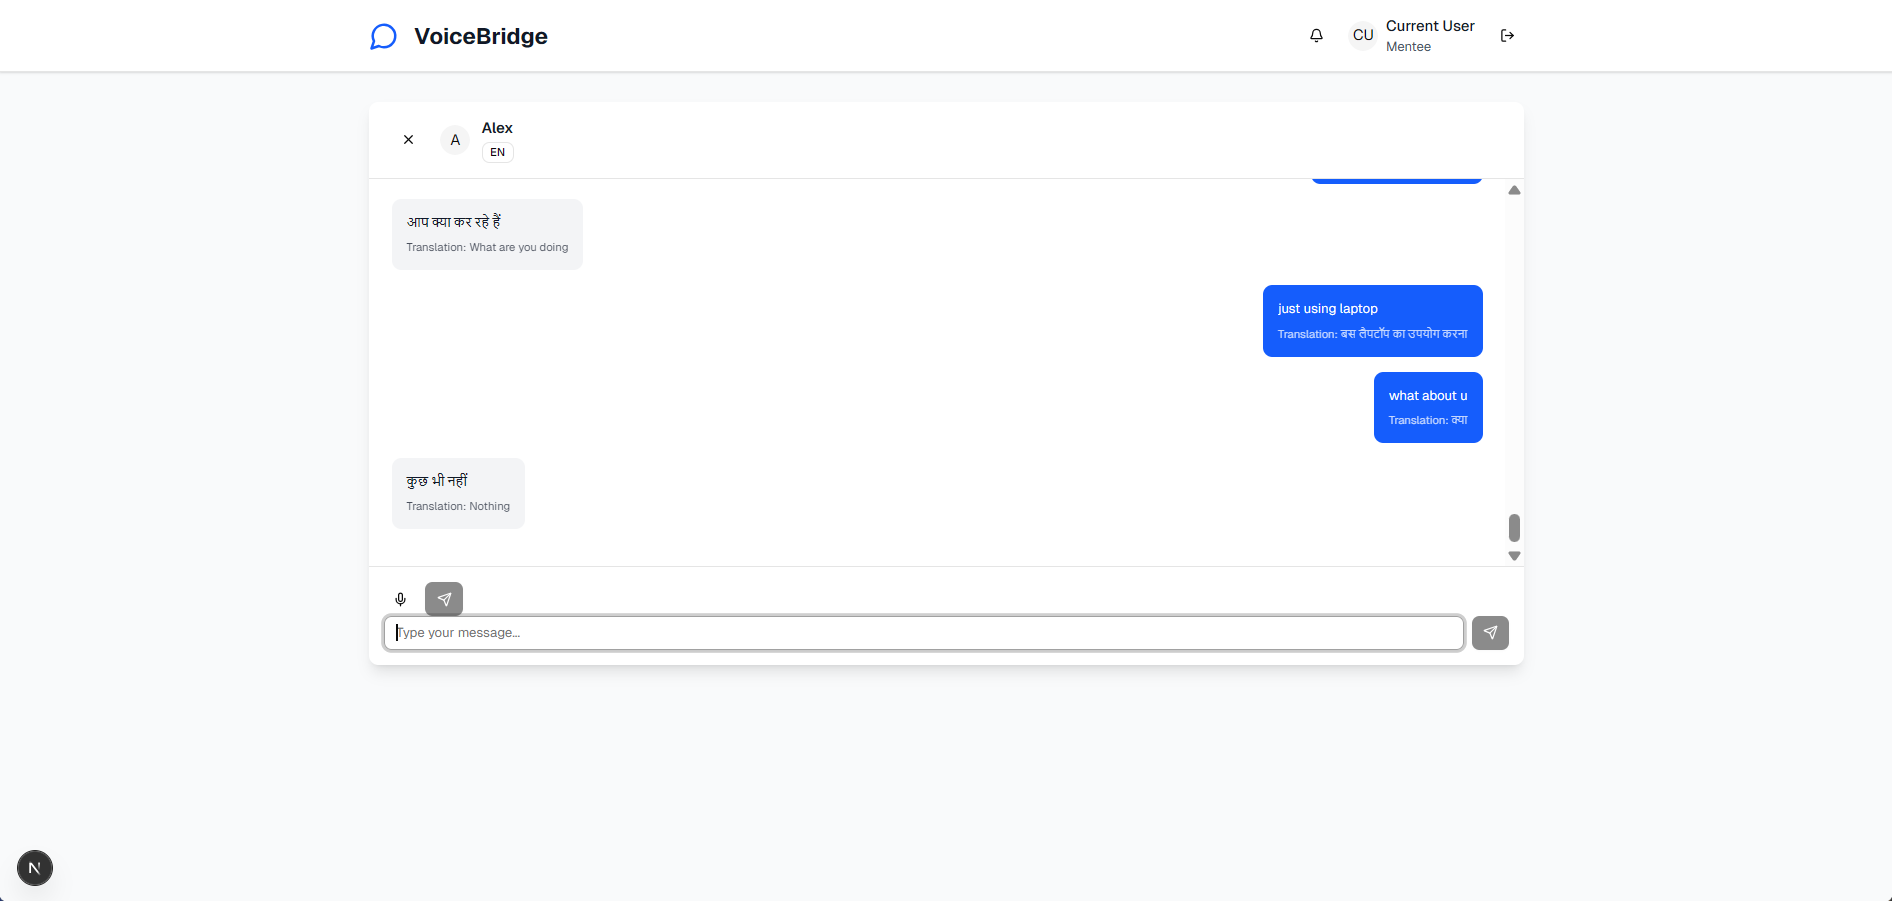 VoiceBridge
CU
Current User
Mentee
A
Alex
EN
आप क्या कर रहे हैं
Translation: What are you doing
just using laptop
Translation: बस लैपटॉप का उपयोग करना
what about u
Translation: क्या
कुछ भी नहीं
Translation: Nothing
Type your message...
N